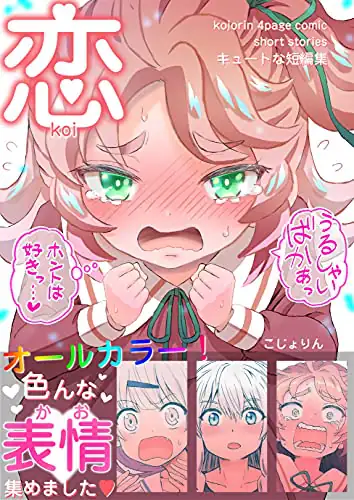 恋
koi
kojorin 4page comic
short stories
キュートな短編集
うるしゃい
ばかぁっ
ホントは
好きっ…♥
こじょりん
オールカラー！
♥色んな♥
かお
表情
集めました♥